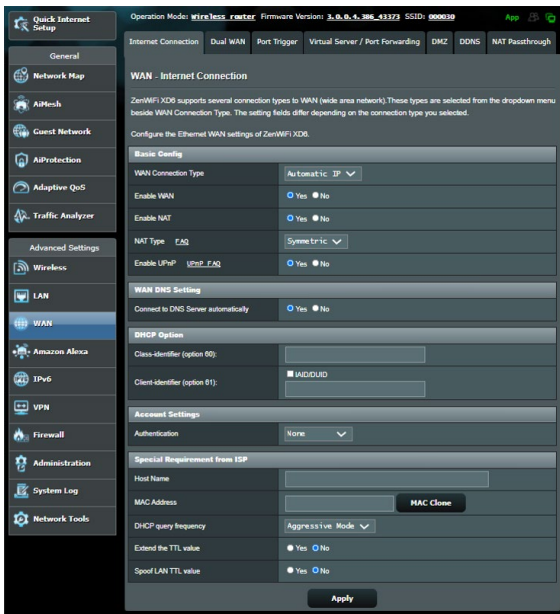 Quick Internet
Setup
General
Network Map
AiMesh
Guest Network
AiProtection
Adaptive QoS
Traffic Analyzer
Advanced Settings
Wireless
LAN
WAN
Amazon Alexa
IPv6
VPN
Firewall
Administration
System Log
Network Tools
Operation Mode: Wireless router Firmware Version: 3.0.0.4.386_43373 SSID: 000030 App
Internet Connection Dual WAN Port Trigger Virtual Server / Port Forwarding DMZ DDNS NAT Passthrough
WAN - Internet Connection
ZenWiFi XD6 supports several connection types to WAN (wide area network).These types are selected from the dropdown menu
beside WAN Connection Type. The setting fields differ depending on the connection type you selected.
Configure the Ethernet WAN settings of ZenWiFi XD6.
Basic Config
WAN Connection Type Automatic IP
Enable WAN Yes No
Enable NAT Yes No
NAT Type FAQ Symmetric
Enable UPnP UPnP FAQ Yes No
WAN DNS Setting
Connect to DNS Server automatically Yes No
DHCP Option
Class-identifier (option 60):
IAID/DUID
Client-identifier (option 61):
Account Settings
Authentication None
Special Requirement from ISP
Host Name
MAC Address MAC Clone
DHCP query frequency Aggressive Mode
Extend the TTL value Yes No
Spoof LAN TTL value Yes No
Apply